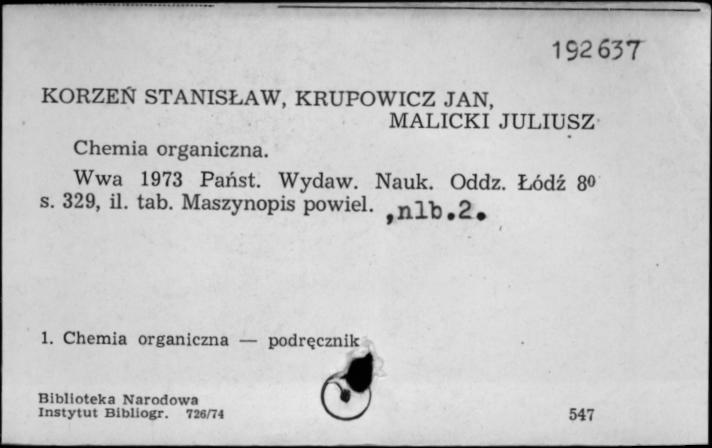 192637
KORZEŃ STANISŁAW, KRUPOWICZ JAN,
MALICKI JULIUSZ
Chemia organiczna.
Wwa 1973 Państ. Wydaw. Nauk. Oddz. Łódź 8⁰
s. 329, il. tab. Maszynopis powiel. ,nlb.2.
1. Chemia organiczna — podręcznik
Biblioteka Narodowa
Instytut Bibliogr. 726/74
547